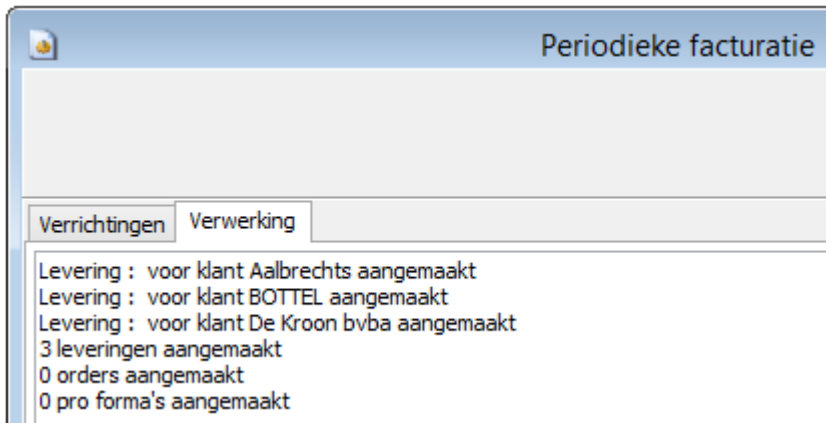 Periodieke facturatie
Verrichtingen
Verwerking
Levering : voor klant Aalbrechts aangemaakt
Levering : voor klant BOTTEL aangemaakt
Levering : voor klant De Kroon bvba aangemaakt
3 leveringen aangemaakt
0 orders aangemaakt
0 pro forma's aangemaakt